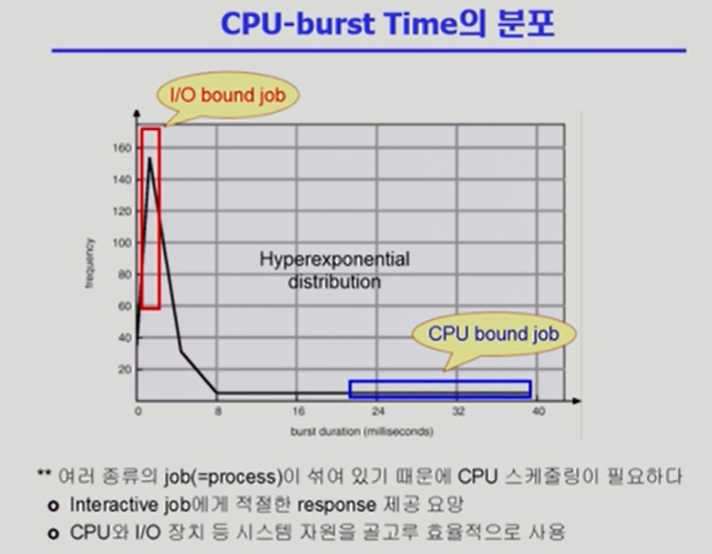 CPU-burst Time의 분포
I/O bound job
160
140
120
100
80
60
40
20
frequency
Hyperexponential
distribution
CPU bound job
0 8 16 24 32 40
burst duration (milliseconds)
** 여러 종류의 job(=process)이 섞여 있기 때문에 CPU 스케줄링이 필요하다
Interactive job에게 적절한 response 제공 요망
CPU와 I/O 장치 등 시스템 자원을 골고루 효율적으로 사용